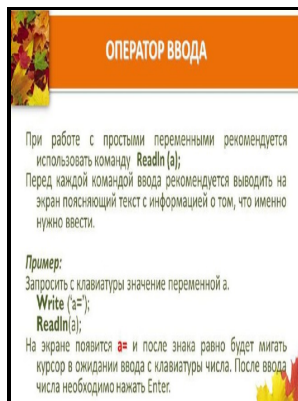 ОПЕРАТОР ВВОДА
При работе с простыми переменными рекомендуется
использовать команду Readln (a);
Перед каждой командой ввода рекомендуется выводить на
экран поясняющий текст с информацией о том, что именно
нужно ввести.
Пример:
Запросить с клавиатуры значение переменной a.
Write ('a=');
Readln(a);
На экране появится a= и после знака равно будет мигать
курсор в ожидании ввода с клавиатуры числа. После ввода
числа необходимо нажать Enter.